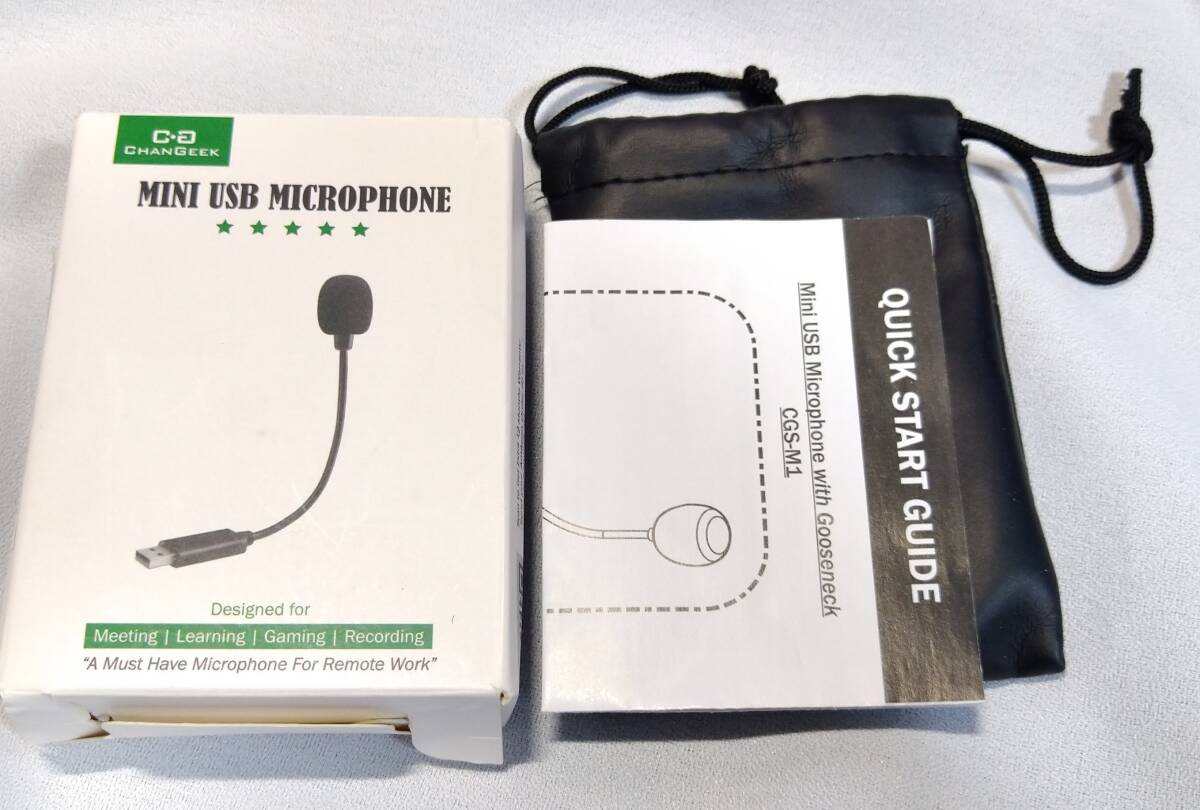 C·G
CHANGEEK
MINI USB MICROPHONE
Designed for
Meeting | Learning | Gaming | Recording
"A Must Have Microphone For Remote Work"
QUICK START GUIDE
Mini USB Microphone with Gooseneck
CGS-M1